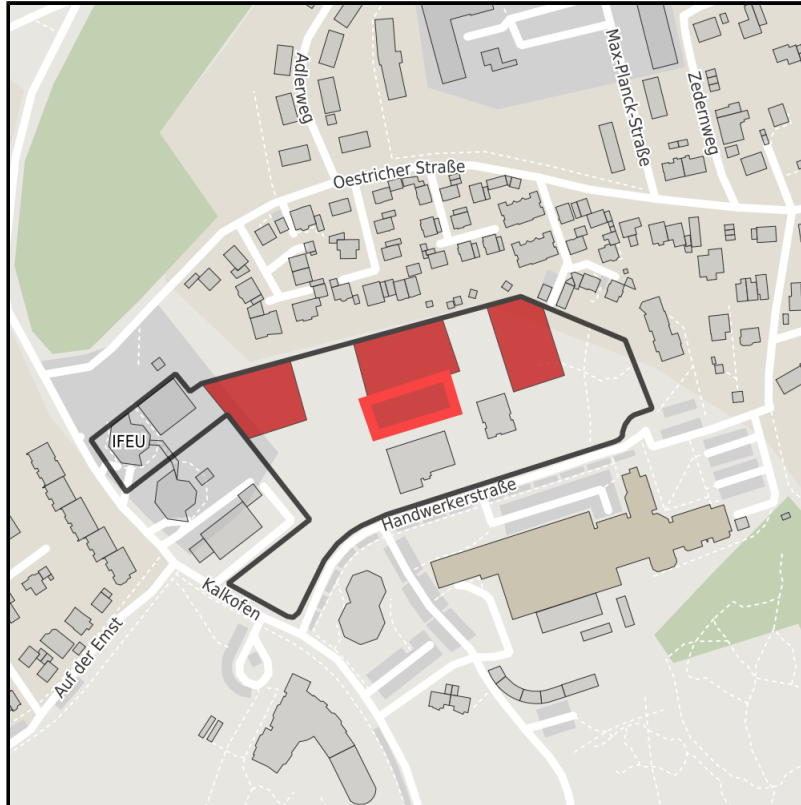 Adlerweg
Max-Planck-Straße
Zedernweg
Oestricher Straße
IFEU
Handwerkerstraße
Kalkofen
Auf der Emst